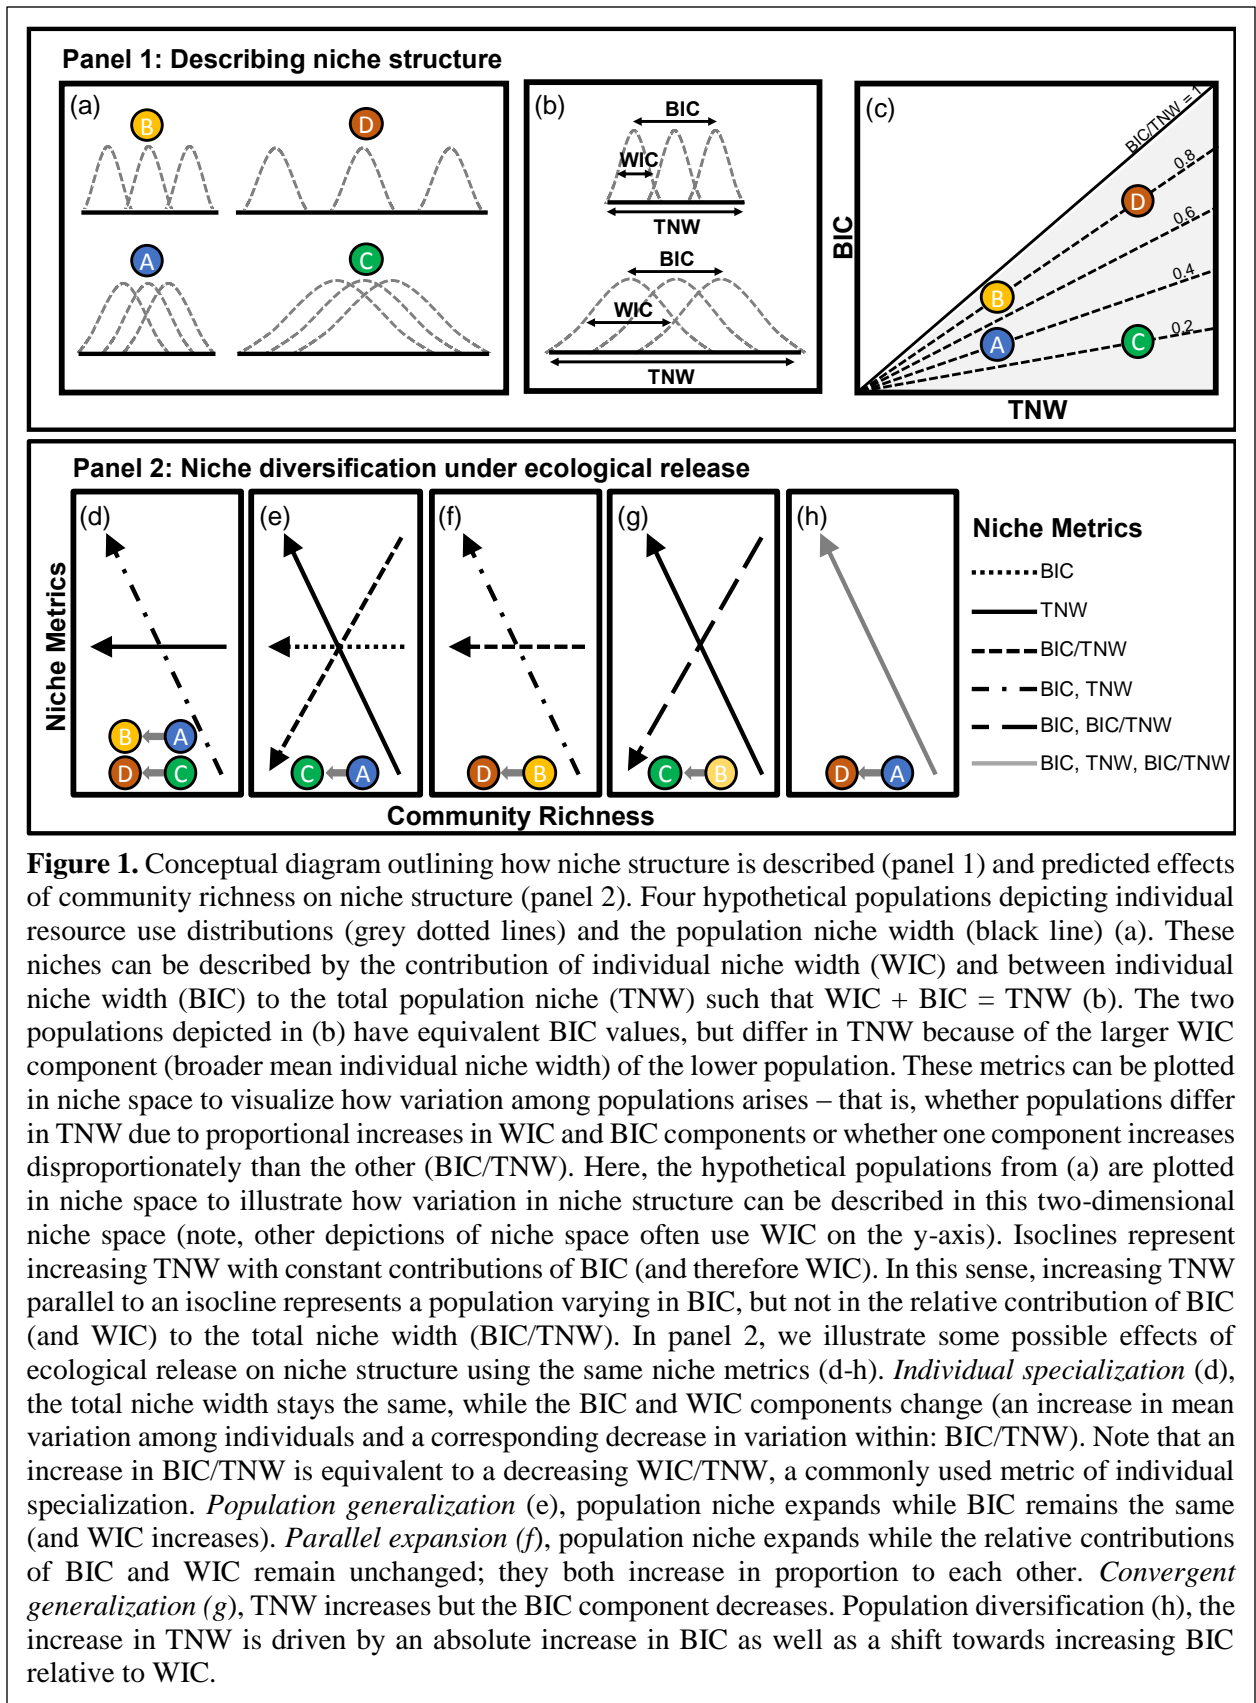 Panel 1: Describing niche structure
(a)
B
D
A
C
(b)
BIC
WIC
TNW
BIC
WIC
TNW
(c)
BIC/TNW = 1
0.8
D
0.6
B
0.4
A
C
0.2
BIC
TNW
Panel 2: Niche diversification under ecological release
(d)
(e)
(f)
(g)
(h)
Niche Metrics
B
A
D
C
C
A
D
B
C
B
D
A
Community Richness
Niche Metrics
BIC
TNW
BIC/TNW
BIC, TNW
BIC, BIC/TNW
BIC, TNW, BIC/TNW
Figure 1. Conceptual diagram outlining how niche structure is described (panel 1) and predicted effects
of community richness on niche structure (panel 2). Four hypothetical populations depicting individual
resource use distributions (grey dotted lines) and the population niche width (black line) (a). These
niches can be described by the contribution of individual niche width (WIC) and between individual
niche width (BIC) to the total population niche (TNW) such that WIC + BIC = TNW (b). The two
populations depicted in (b) have equivalent BIC values, but differ in TNW because of the larger WIC
component (broader mean individual niche width) of the lower population. These metrics can be plotted
in niche space to visualize how variation among populations arises – that is, whether populations differ
in TNW due to proportional increases in WIC and BIC components or whether one component increases
disproportionately than the other (BIC/TNW). Here, the hypothetical populations from (a) are plotted
in niche space to illustrate how variation in niche structure can be described in this two-dimensional
niche space (note, other depictions of niche space often use WIC on the y-axis). Isoclines represent
increasing TNW with constant contributions of BIC (and therefore WIC). In this sense, increasing TNW
parallel to an isocline represents a population varying in BIC, but not in the relative contribution of BIC
(and WIC) to the total niche width (BIC/TNW). In panel 2, we illustrate some possible effects of
ecological release on niche structure using the same niche metrics (d-h). Individual specialization (d),
the total niche width stays the same, while the BIC and WIC components change (an increase in mean
variation among individuals and a corresponding decrease in variation within: BIC/TNW). Note that an
increase in BIC/TNW is equivalent to a decreasing WIC/TNW, a commonly used metric of individual
specialization. Population generalization (e), population niche expands while BIC remains the same
(and WIC increases). Parallel expansion (f), population niche expands while the relative contributions
of BIC and WIC remain unchanged; they both increase in proportion to each other. Convergent
generalization (g), TNW increases but the BIC component decreases. Population diversification (h), the
increase in TNW is driven by an absolute increase in BIC as well as a shift towards increasing BIC
relative to WIC.